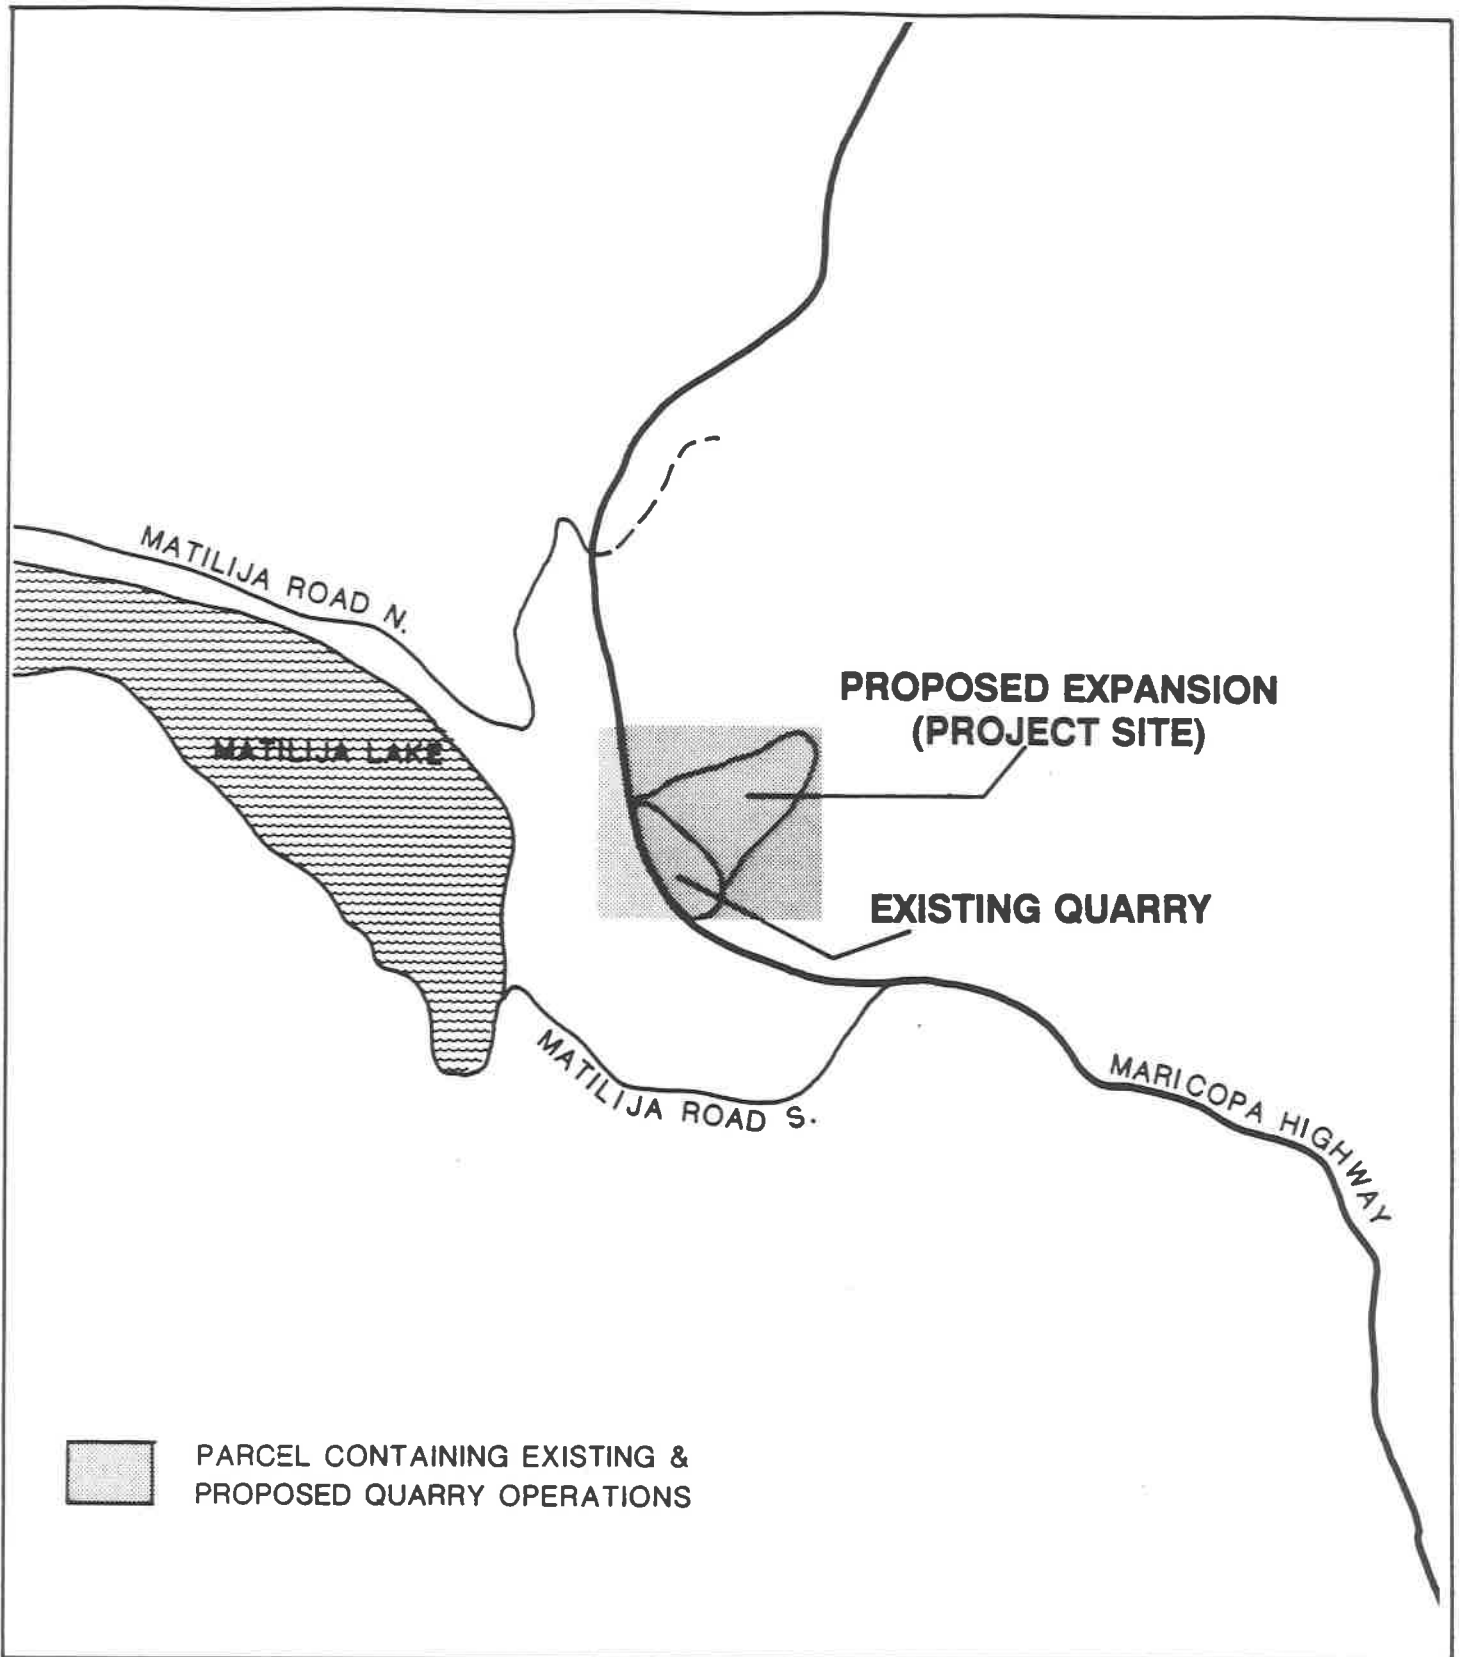 MATILIJA ROAD N.
PROPOSED EXPANSION
(PROJECT SITE)
MATILIJA LAKE
EXISTING QUARRY
MATILIJA ROAD S.
MARICOPA HIGHWAY
PARCEL CONTAINING EXISTING &
PROPOSED QUARRY OPERATIONS